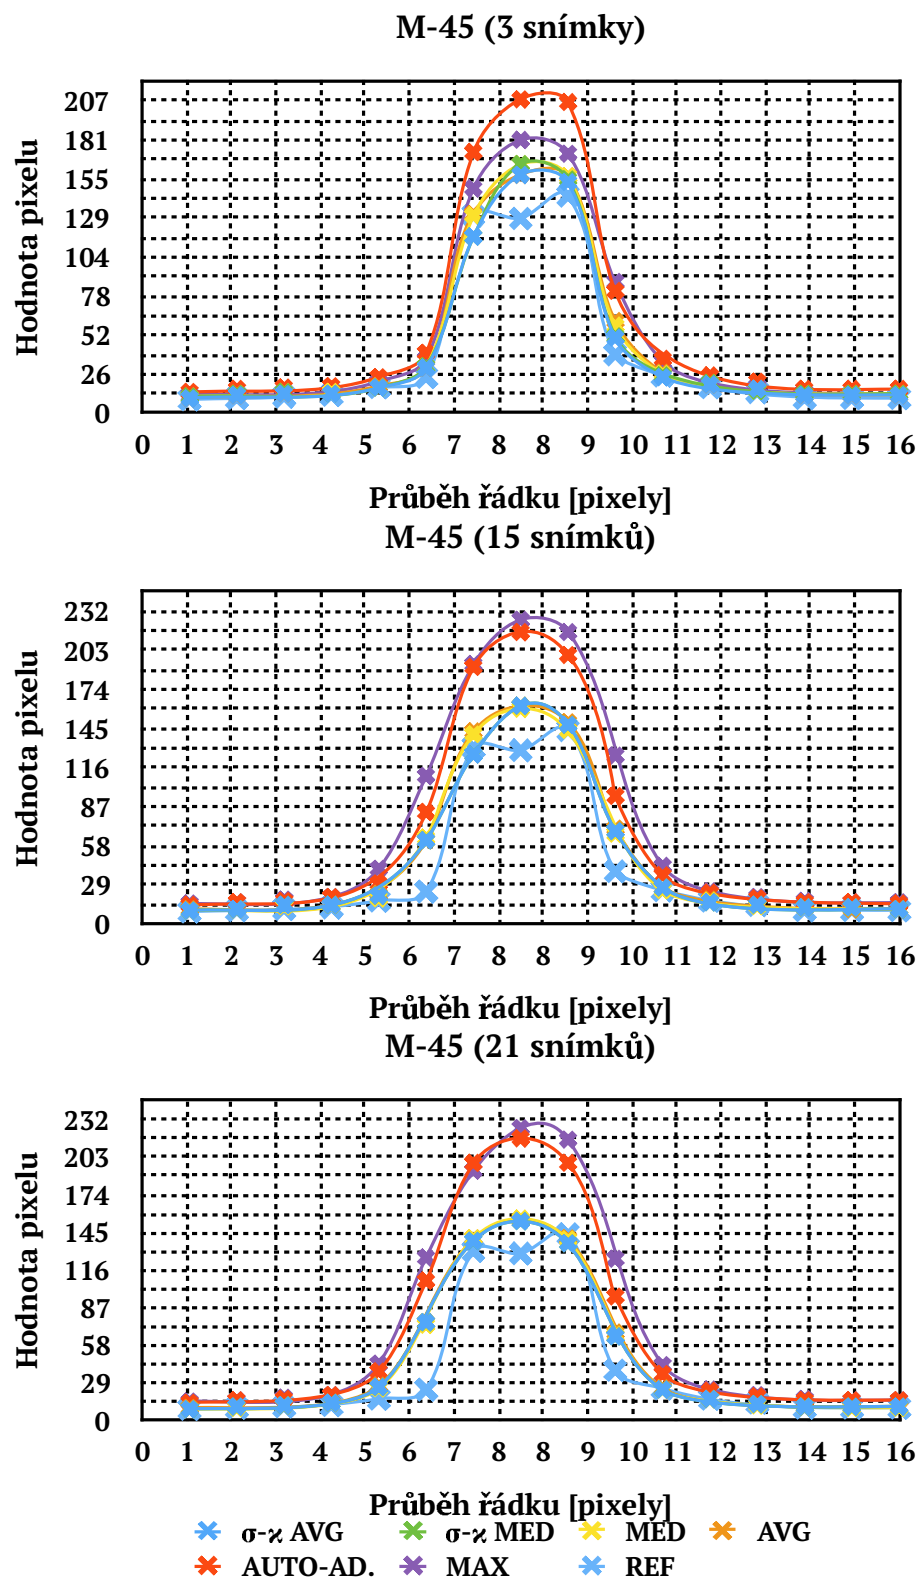 M-45 (3 snímky)
Hodnota pixelu
207
181
155
129
104
78
52
26
0
0 1 2 3 4 5 6 7 8 9 10 11 12 13 14 15 16
Průběh řádku [pixely]
M-45 (15 snímků)
Hodnota pixelu
232
203
174
145
116
87
58
29
0
0 1 2 3 4 5 6 7 8 9 10 11 12 13 14 15 16
Průběh řádku [pixely]
M-45 (21 snímků)
Hodnota pixelu
232
203
174
145
116
87
58
29
0
0 1 2 3 4 5 6 7 8 9 10 11 12 13 14 15 16
Průběh řádku [pixely]
σ-ϰ AVG σ-ϰ MED MED AVG
AUTO-AD. MAX REF